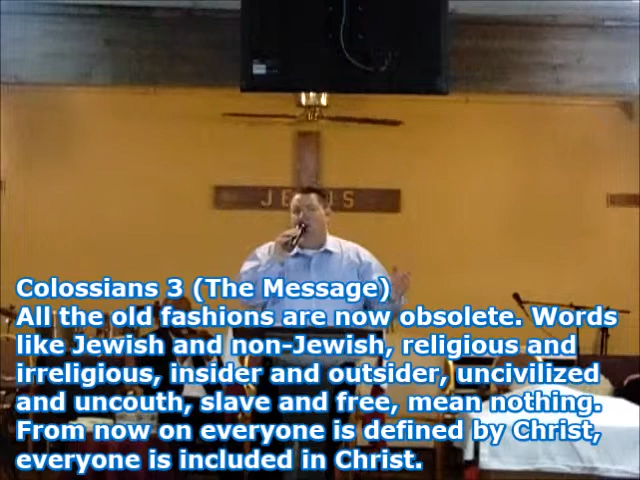 JESUS
Colossians 3 (The Message)
All the old fashions are now obsolete. Words
like Jewish and non-Jewish, religious and
irreligious, insider and outsider, uncivilized
and uncouth, slave and free, mean nothing.
From now on everyone is defined by Christ,
everyone is included in Christ.